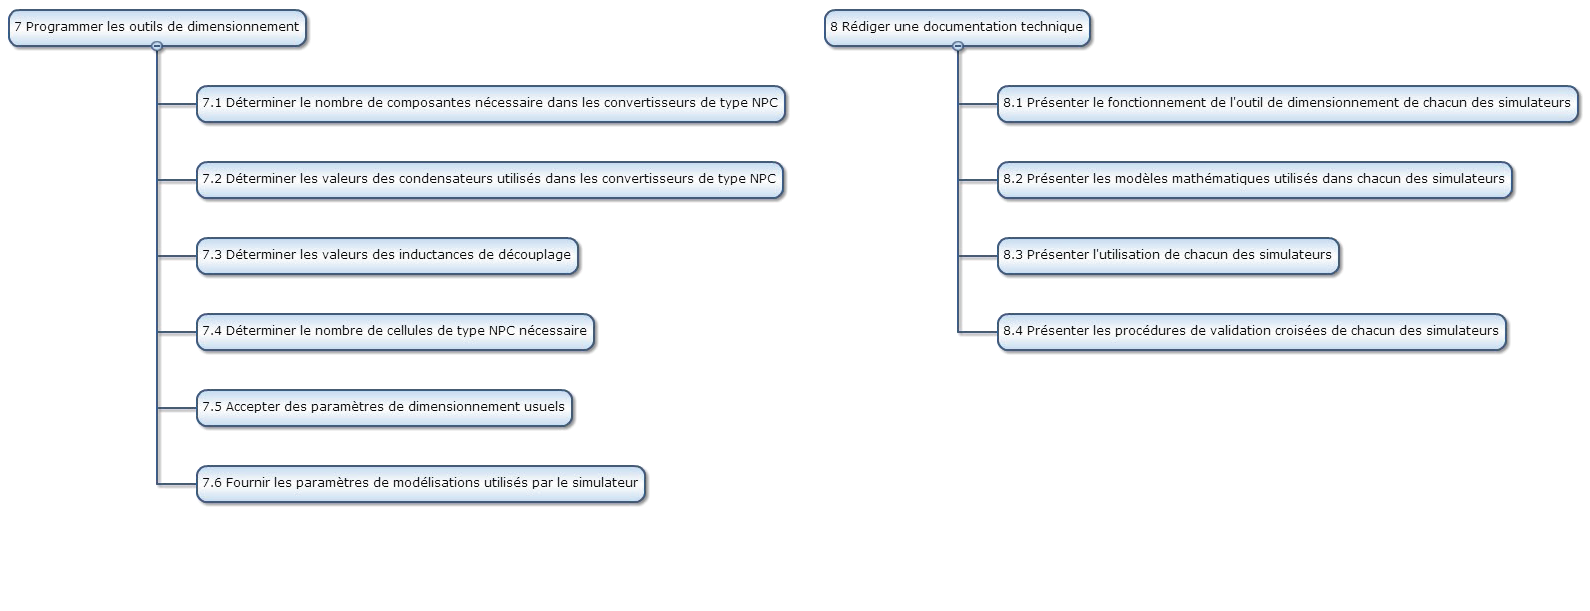 7 Programmer les outils de dimensionnement
7.1 Déterminer le nombre de composantes nécessaire dans les convertisseurs de type NPC
7.2 Déterminer les valeurs des condensateurs utilisés dans les convertisseurs de type NPC
7.3 Déterminer les valeurs des inductances de découplage
7.4 Déterminer le nombre de cellules de type NPC nécessaire
7.5 Accepter des paramètres de dimensionnement usuels
7.6 Fournir les paramètres de modélisations utilisés par le simulateur
8 Rédiger une documentation technique
8.1 Présenter le fonctionnement de l'outil de dimensionnement de chacun des simulateurs
8.2 Présenter les modèles mathématiques utilisés dans chacun des simulateurs
8.3 Présenter l'utilisation de chacun des simulateurs
8.4 Présenter les procédures de validation croisées de chacun des simulateurs